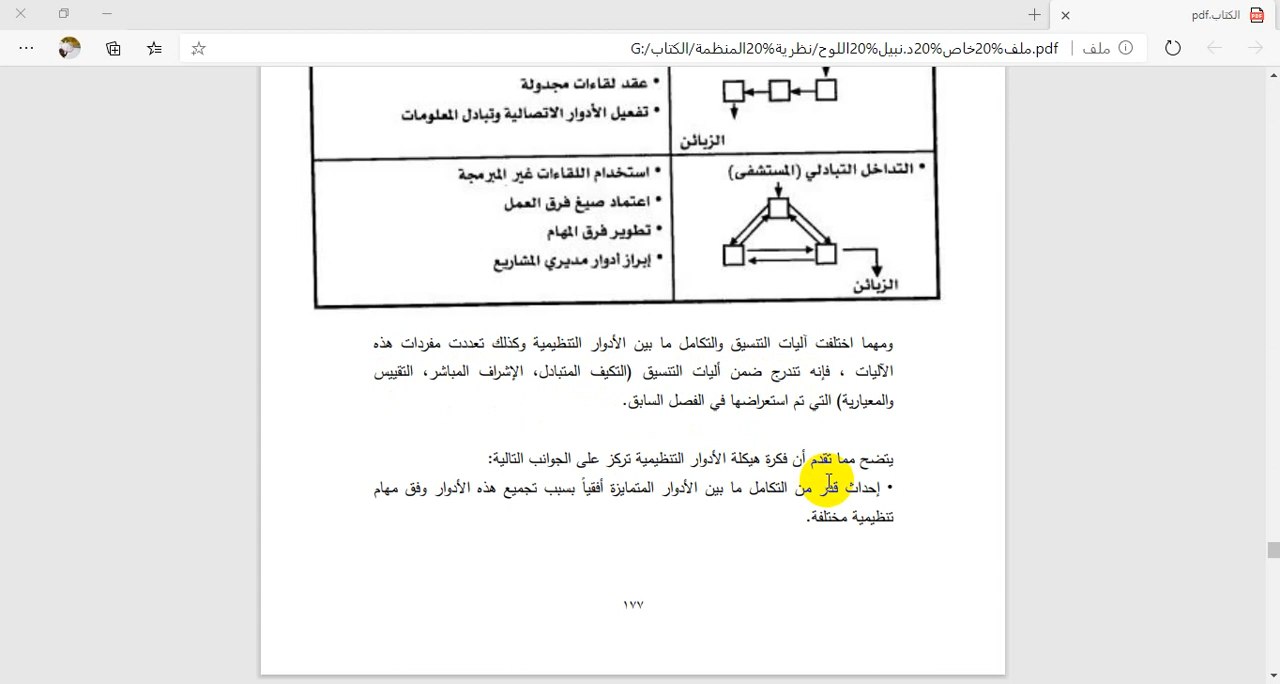 الكتاب.pdf
ملف
G:/الكتاب/نظرية%20المنظمة/ملف%20خاص%20د.نبيل%20اللوح.pdf
• عقد لقاءات مجدولة
• تفعيل الأدوار الاتصالية وتبادل المعلومات
الزبائن
• التداخل التبادلي (المستشفى)
الزبائن
• استخدام اللقاءات غير المبرمجة
• اعتماد صيغ فرق العمل
• تطوير فرق المهام
• إبراز أدوار مديري المشاريع
ومهما اختلفت آليات التنسيق والتكامل ما بين الأدوار التنظيمية وكذلك تعددت مفردات هذه
الآليات ، فإنه تندرج ضمن أليات التنسيق (التكيف المتبادل، الإشراف المباشر، التقييس
والمعيارية) التي تم استعراضها في الفصل السابق.
يتضح مما تقدم أن فكرة هيكلة الأدوار التنظيمية تركز على الجوانب التالية:
• إحداث قدر من التكامل ما بين الأدوار المتمايزة أفقياً بسبب تجميع هذه الأدوار وفق مهام
تنظيمية مختلفة.
١٧٧